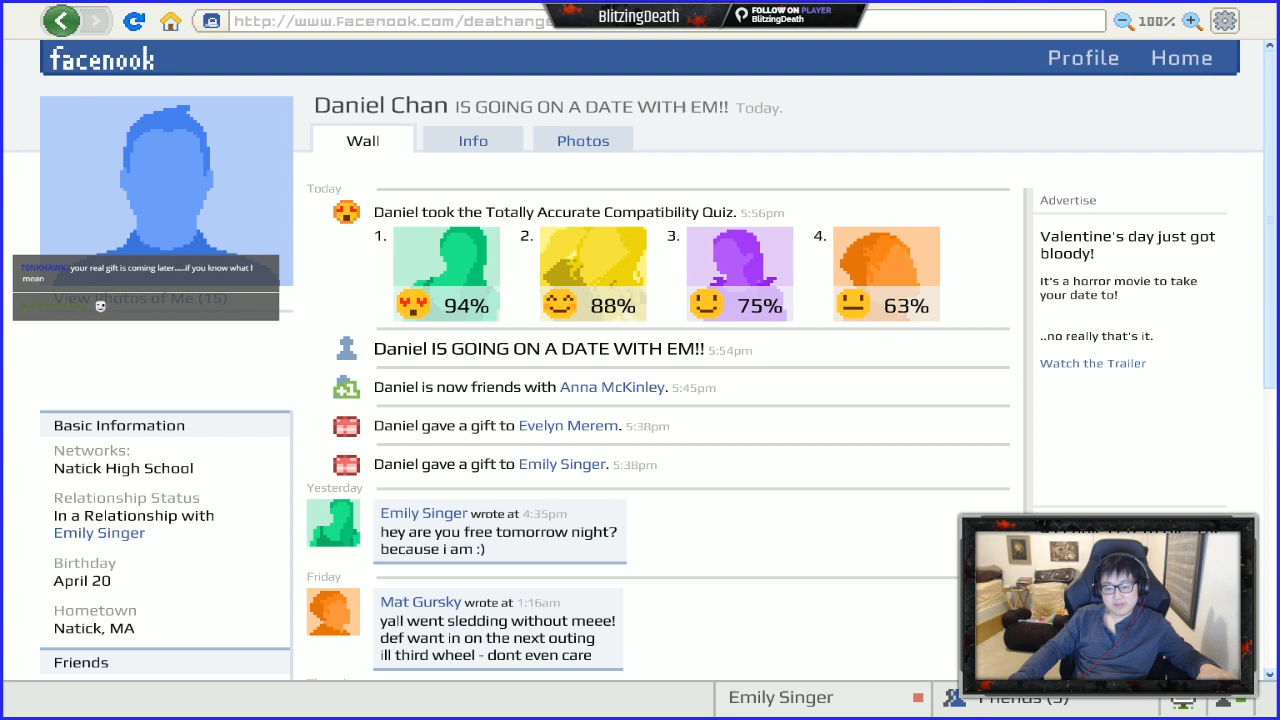 http://www.facenook.com/deathangs
BlitzingDeath
FOLLOW ON PLAYER
BlitzingDeath
100%
facenook
Profile
Home
Daniel Chan IS GOING ON A DATE WITH EM!! Today.
Wall
Info
Photos
Today
Daniel took the Totally Accurate Compatibility Quiz. 5:56pm
1.
2.
3.
4.
94%
88%
75%
63%
T0NKHAWK: your real gift is coming later.....if you know what I
mean
View Photos of Me (15)
Daniel IS GOING ON A DATE WITH EM!! 5:54pm
+1
Daniel is now friends with Anna McKinley. 5:45pm
Daniel gave a gift to Evelyn Merem. 5:38pm
Daniel gave a gift to Emily Singer. 5:38pm
Yesterday
Emily Singer wrote at 4:35pm
hey are you free tomorrow night?
because i am :)
Friday
Mat Gursky wrote at 1:16am
yall went sledding without meee!
def want in on the next outing
ill third wheel - dont even care
Basic Information
Networks:
Natick High School
Relationship Status
In a Relationship with
Emily Singer
Birthday
April 20
Hometown
Natick, MA
Friends
Advertise
Valentine's day just got
bloody!
It's a horror movie to take
your date to!
..no really that's it.
Watch the Trailer
Emily Singer
Friends